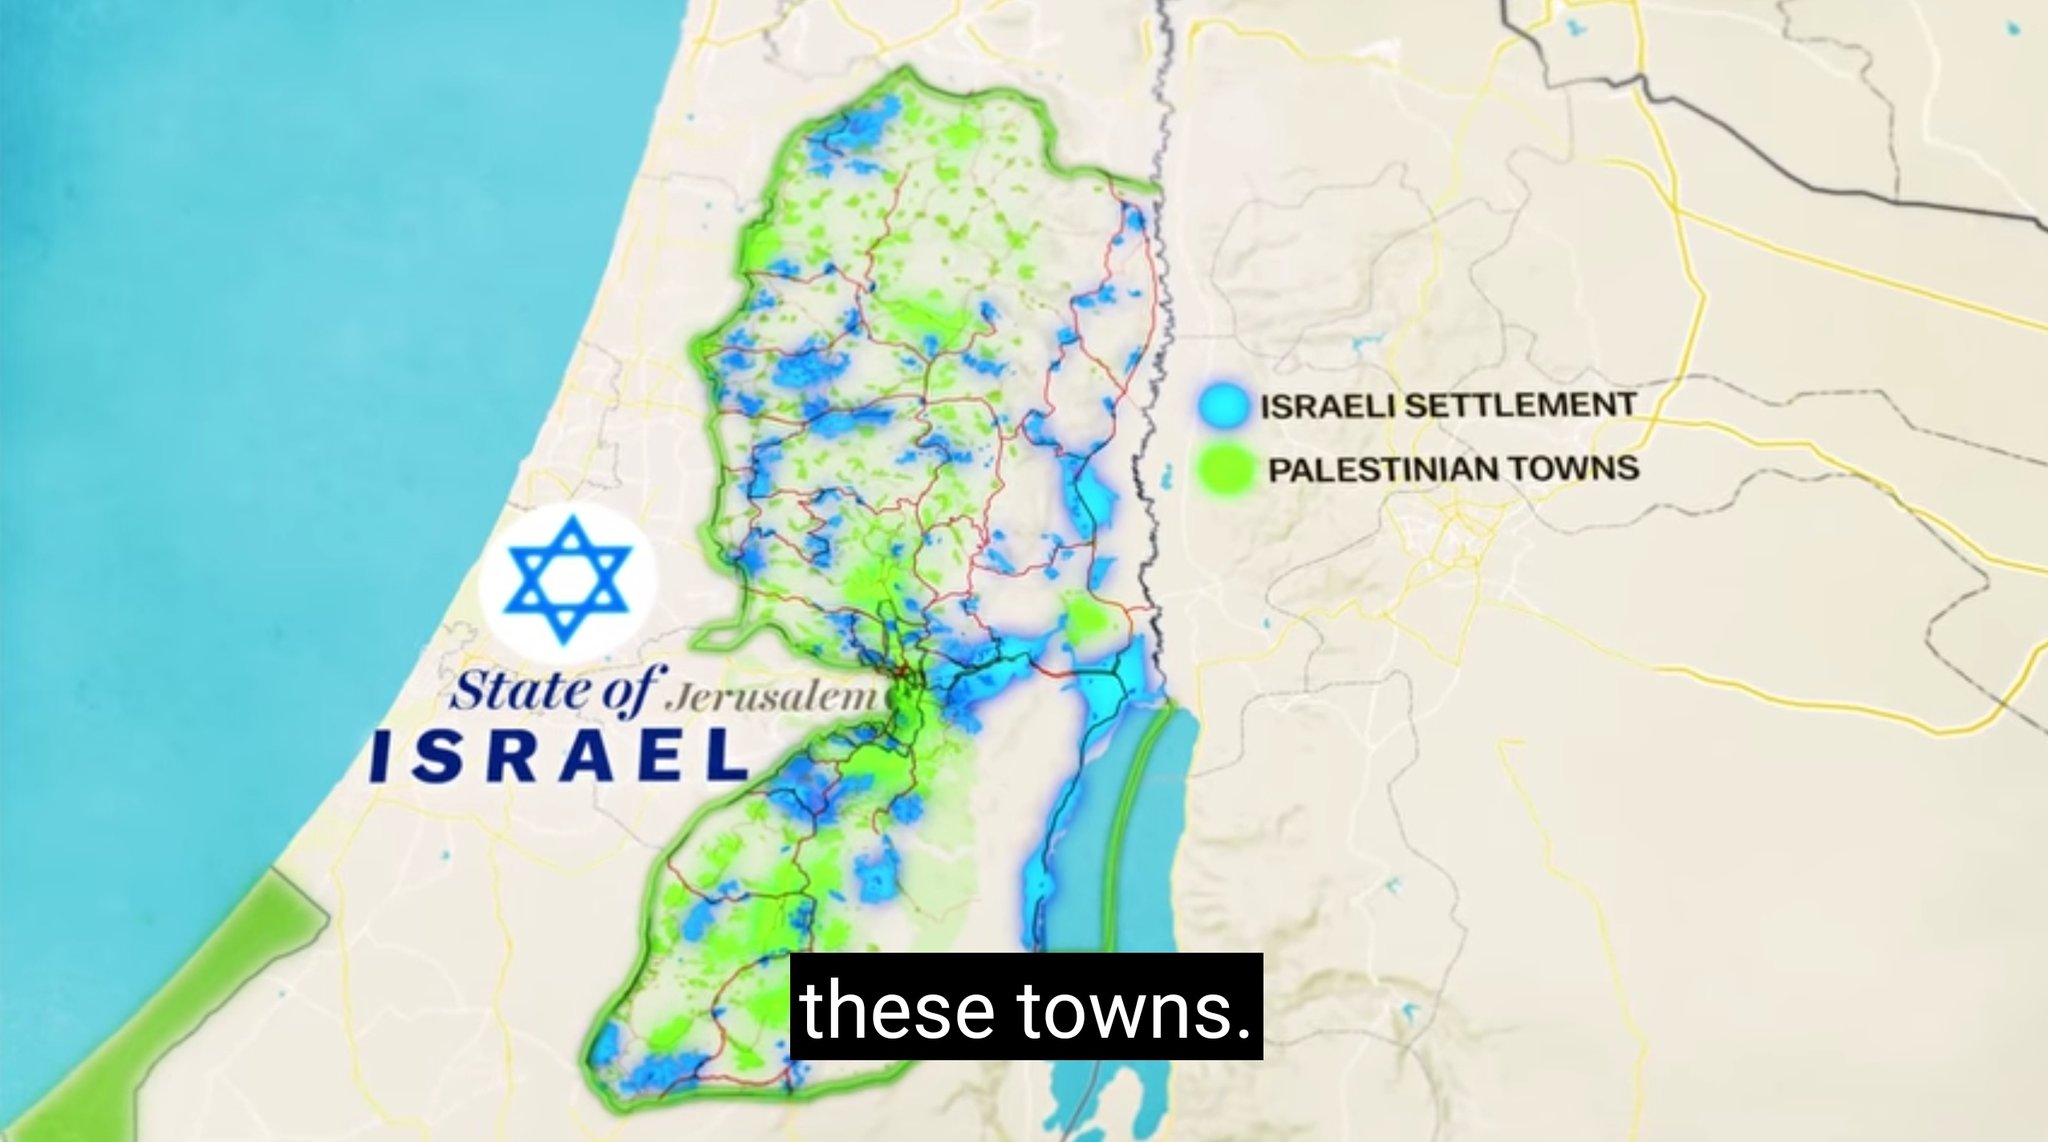 ISRAELI SETTLEMENT
PALESTINIAN TOWNS
State of
Jerusalem
ISRAEL
these towns.